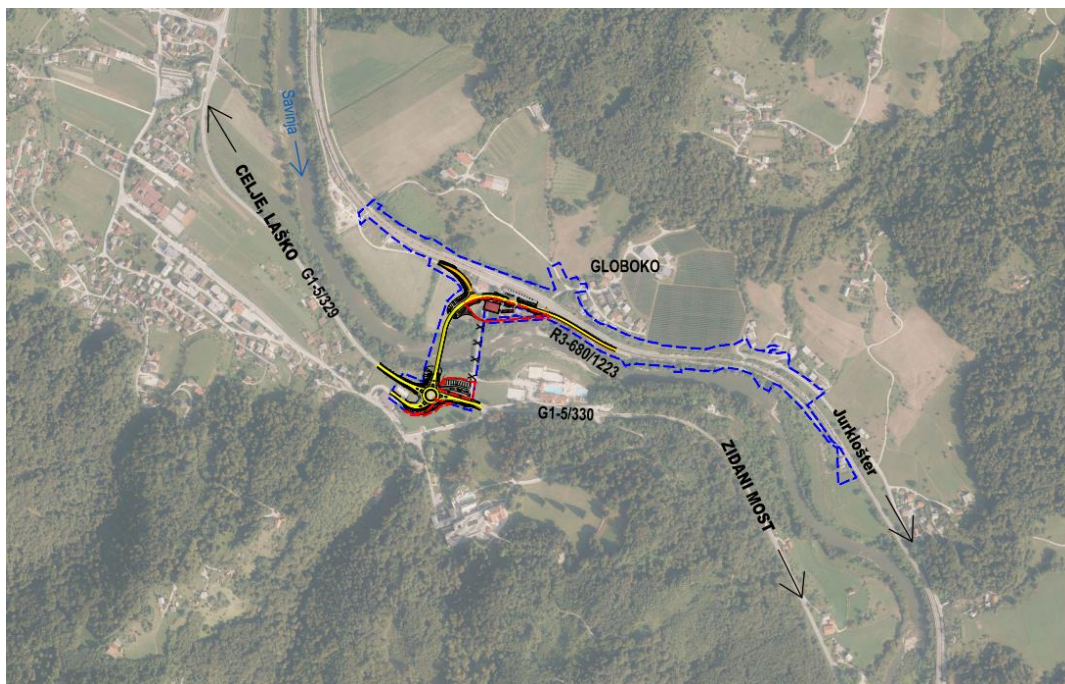 Savinja
CELJE, LAŠKO G1-5/329
GLOBOKO
R3-680/1223
G1-5/330
Jurklošter
ZIDANI MOST